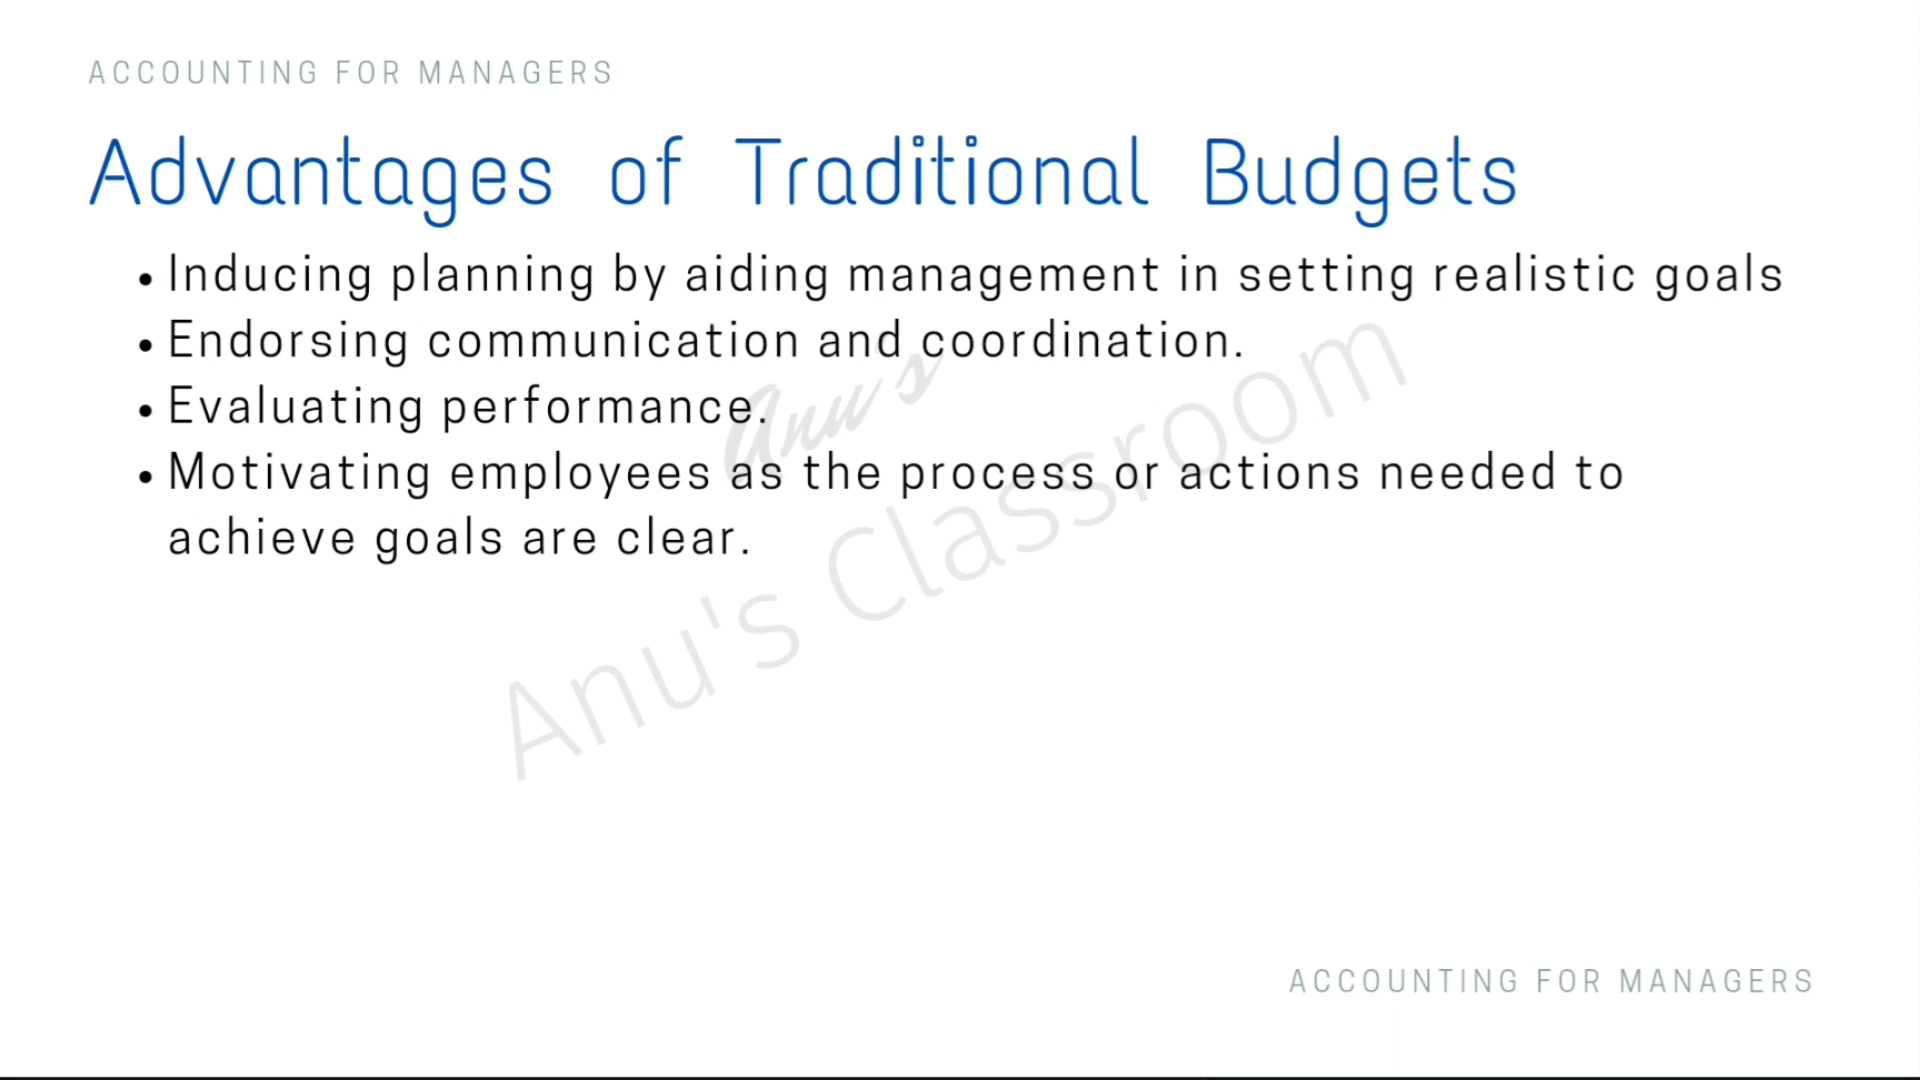 ACCOUNTING FOR MANAGERS
Advantages of Traditional Budgets
• Inducing planning by aiding management in setting realistic goals
• Endorsing communication and coordination.
• Evaluating performance.
• Motivating employees as the process or actions needed to
achieve goals are clear.
Anu's
Anu's Classroom
ACCOUNTING FOR MANAGERS